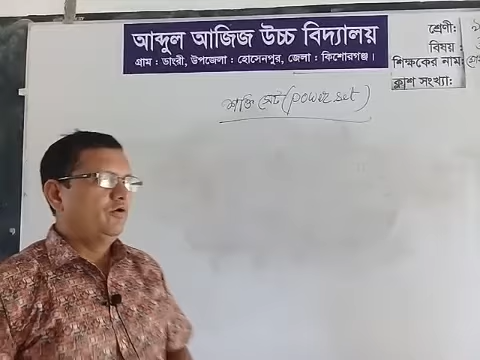 আব্দুল আজিজ উচ্চ বিদ্যালয়
গ্রাম : ডাংরী, উপজেলা : হোসেনপুর, জেলা : কিশোরগঞ্জ।
শ্রেণী:
বিষয় :
শিক্ষকের নাম:
ক্লাশ সংখ্যা:
শক্তি সেট (power set)